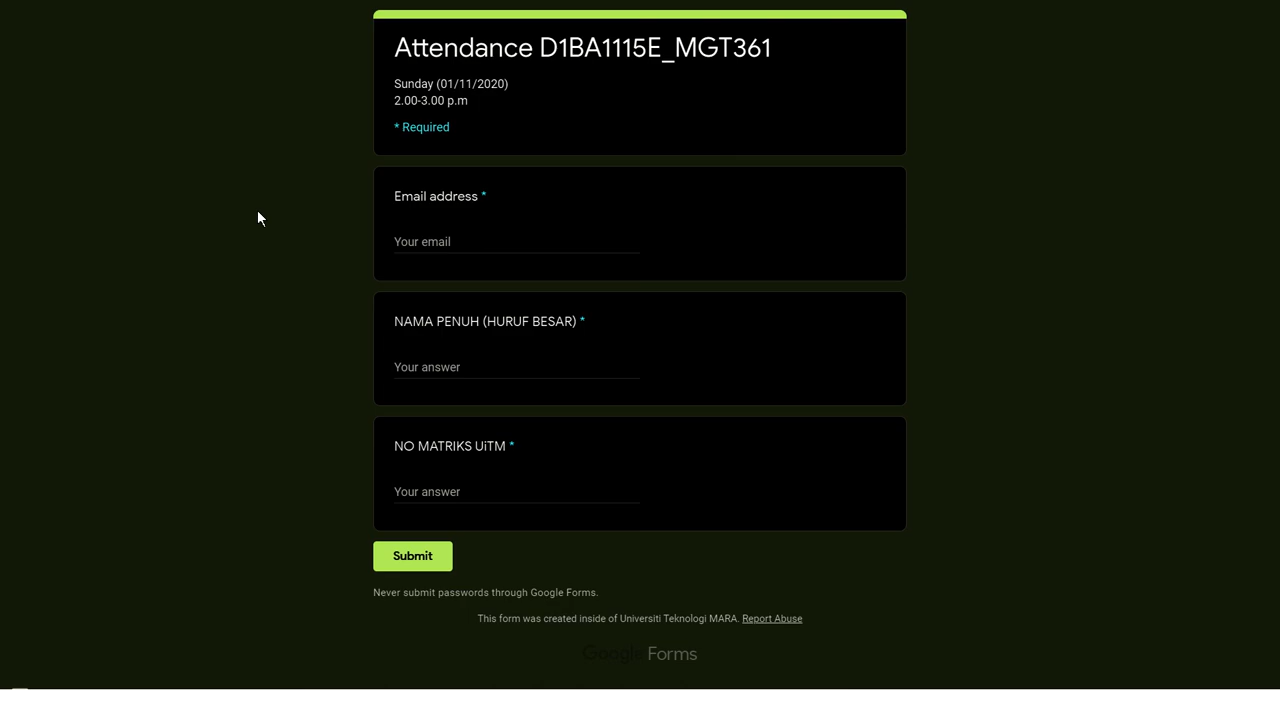 Attendance D1BA1115E_MGT361
Sunday (01/11/2020)
2.00-3.00 p.m
* Required
Email address *
Your email
NAMA PENUH (HURUF BESAR) *
Your answer
NO MATRIKS UiTM *
Your answer
Submit
Never submit passwords through Google Forms.
This form was created inside of Universiti Teknologi MARA. Report Abuse
Google Forms